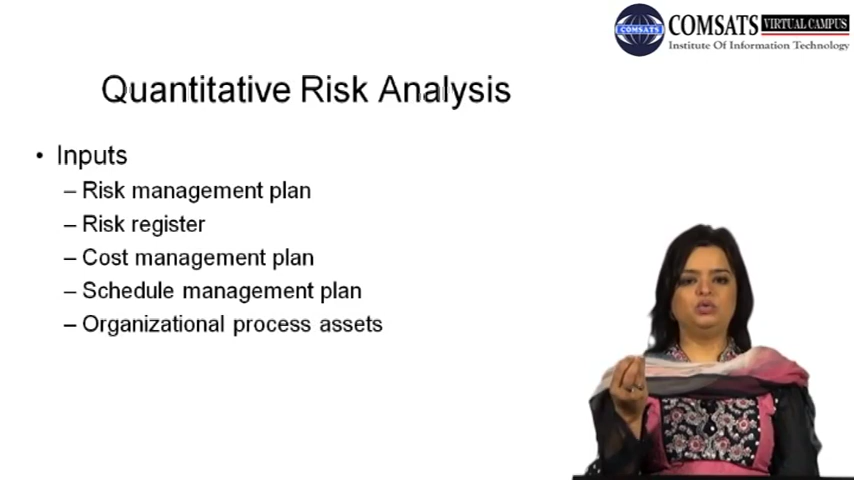 COMSATS
COMSATS VIRTUAL CAMPUS
Institute Of Information Technology
Quantitative Risk Analysis
• Inputs
– Risk management plan
– Risk register
– Cost management plan
– Schedule management plan
– Organizational process assets